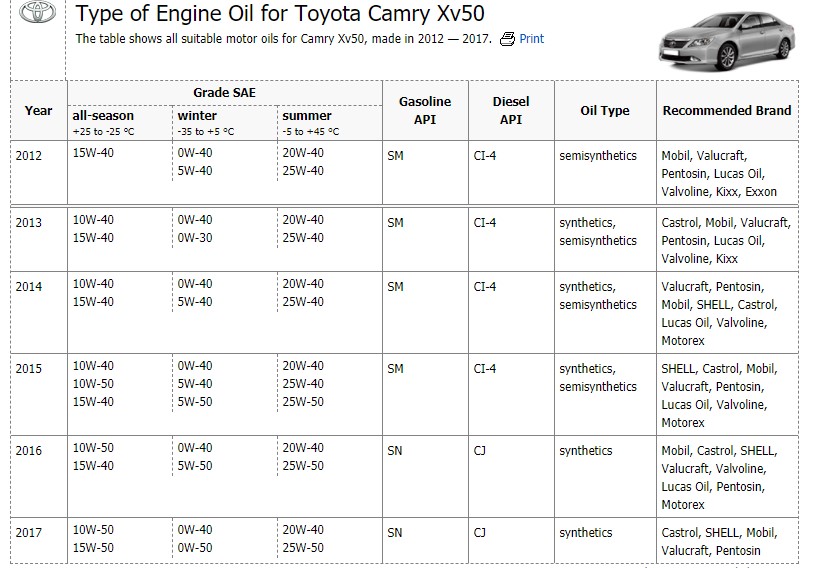 Type of Engine Oil for Toyota Camry Xv50
The table shows all suitable motor oils for Camry Xv50, made in 2012 — 2017. Print
Year
Grade SAE
all-season
+25 to -25 °C
winter
-35 to +5 °C
summer
-5 to +45 °C
Gasoline
API
Diesel
API
Oil Type
Recommended Brand
2012 15W-40 0W-40 20W-40 SM CI-4 semisynthetics Mobil, Valucraft,
5W-40 25W-40 Pentosin, Lucas Oil,
Valvoline, Kixx, Exxon
2013 10W-40 0W-40 20W-40 SM CI-4 synthetics, Castrol, Mobil, Valucraft,
15W-40 0W-30 25W-40 semisynthetics Pentosin, Lucas Oil,
Valvoline, Kixx
2014 10W-40 0W-40 20W-40 SM CI-4 synthetics, Valucraft, Pentosin,
15W-40 5W-40 25W-40 semisynthetics Mobil, SHELL, Castrol,
Lucas Oil, Valvoline,
Motorex
2015 10W-40 0W-40 20W-40 SM CI-4 synthetics, SHELL, Castrol, Mobil,
10W-50 5W-40 25W-40 semisynthetics Valucraft, Pentosin,
15W-40 5W-50 25W-50 Lucas Oil, Valvoline,
Motorex
2016 10W-50 0W-40 20W-40 SN CJ synthetics Mobil, Castrol, SHELL,
15W-40 5W-50 25W-50 Valucraft, Valvoline,
Lucas Oil, Pentosin,
Motorex
2017 10W-50 0W-40 20W-40 SN CJ synthetics Castrol, SHELL, Mobil,
15W-50 0W-50 25W-50 Valucraft, Pentosin